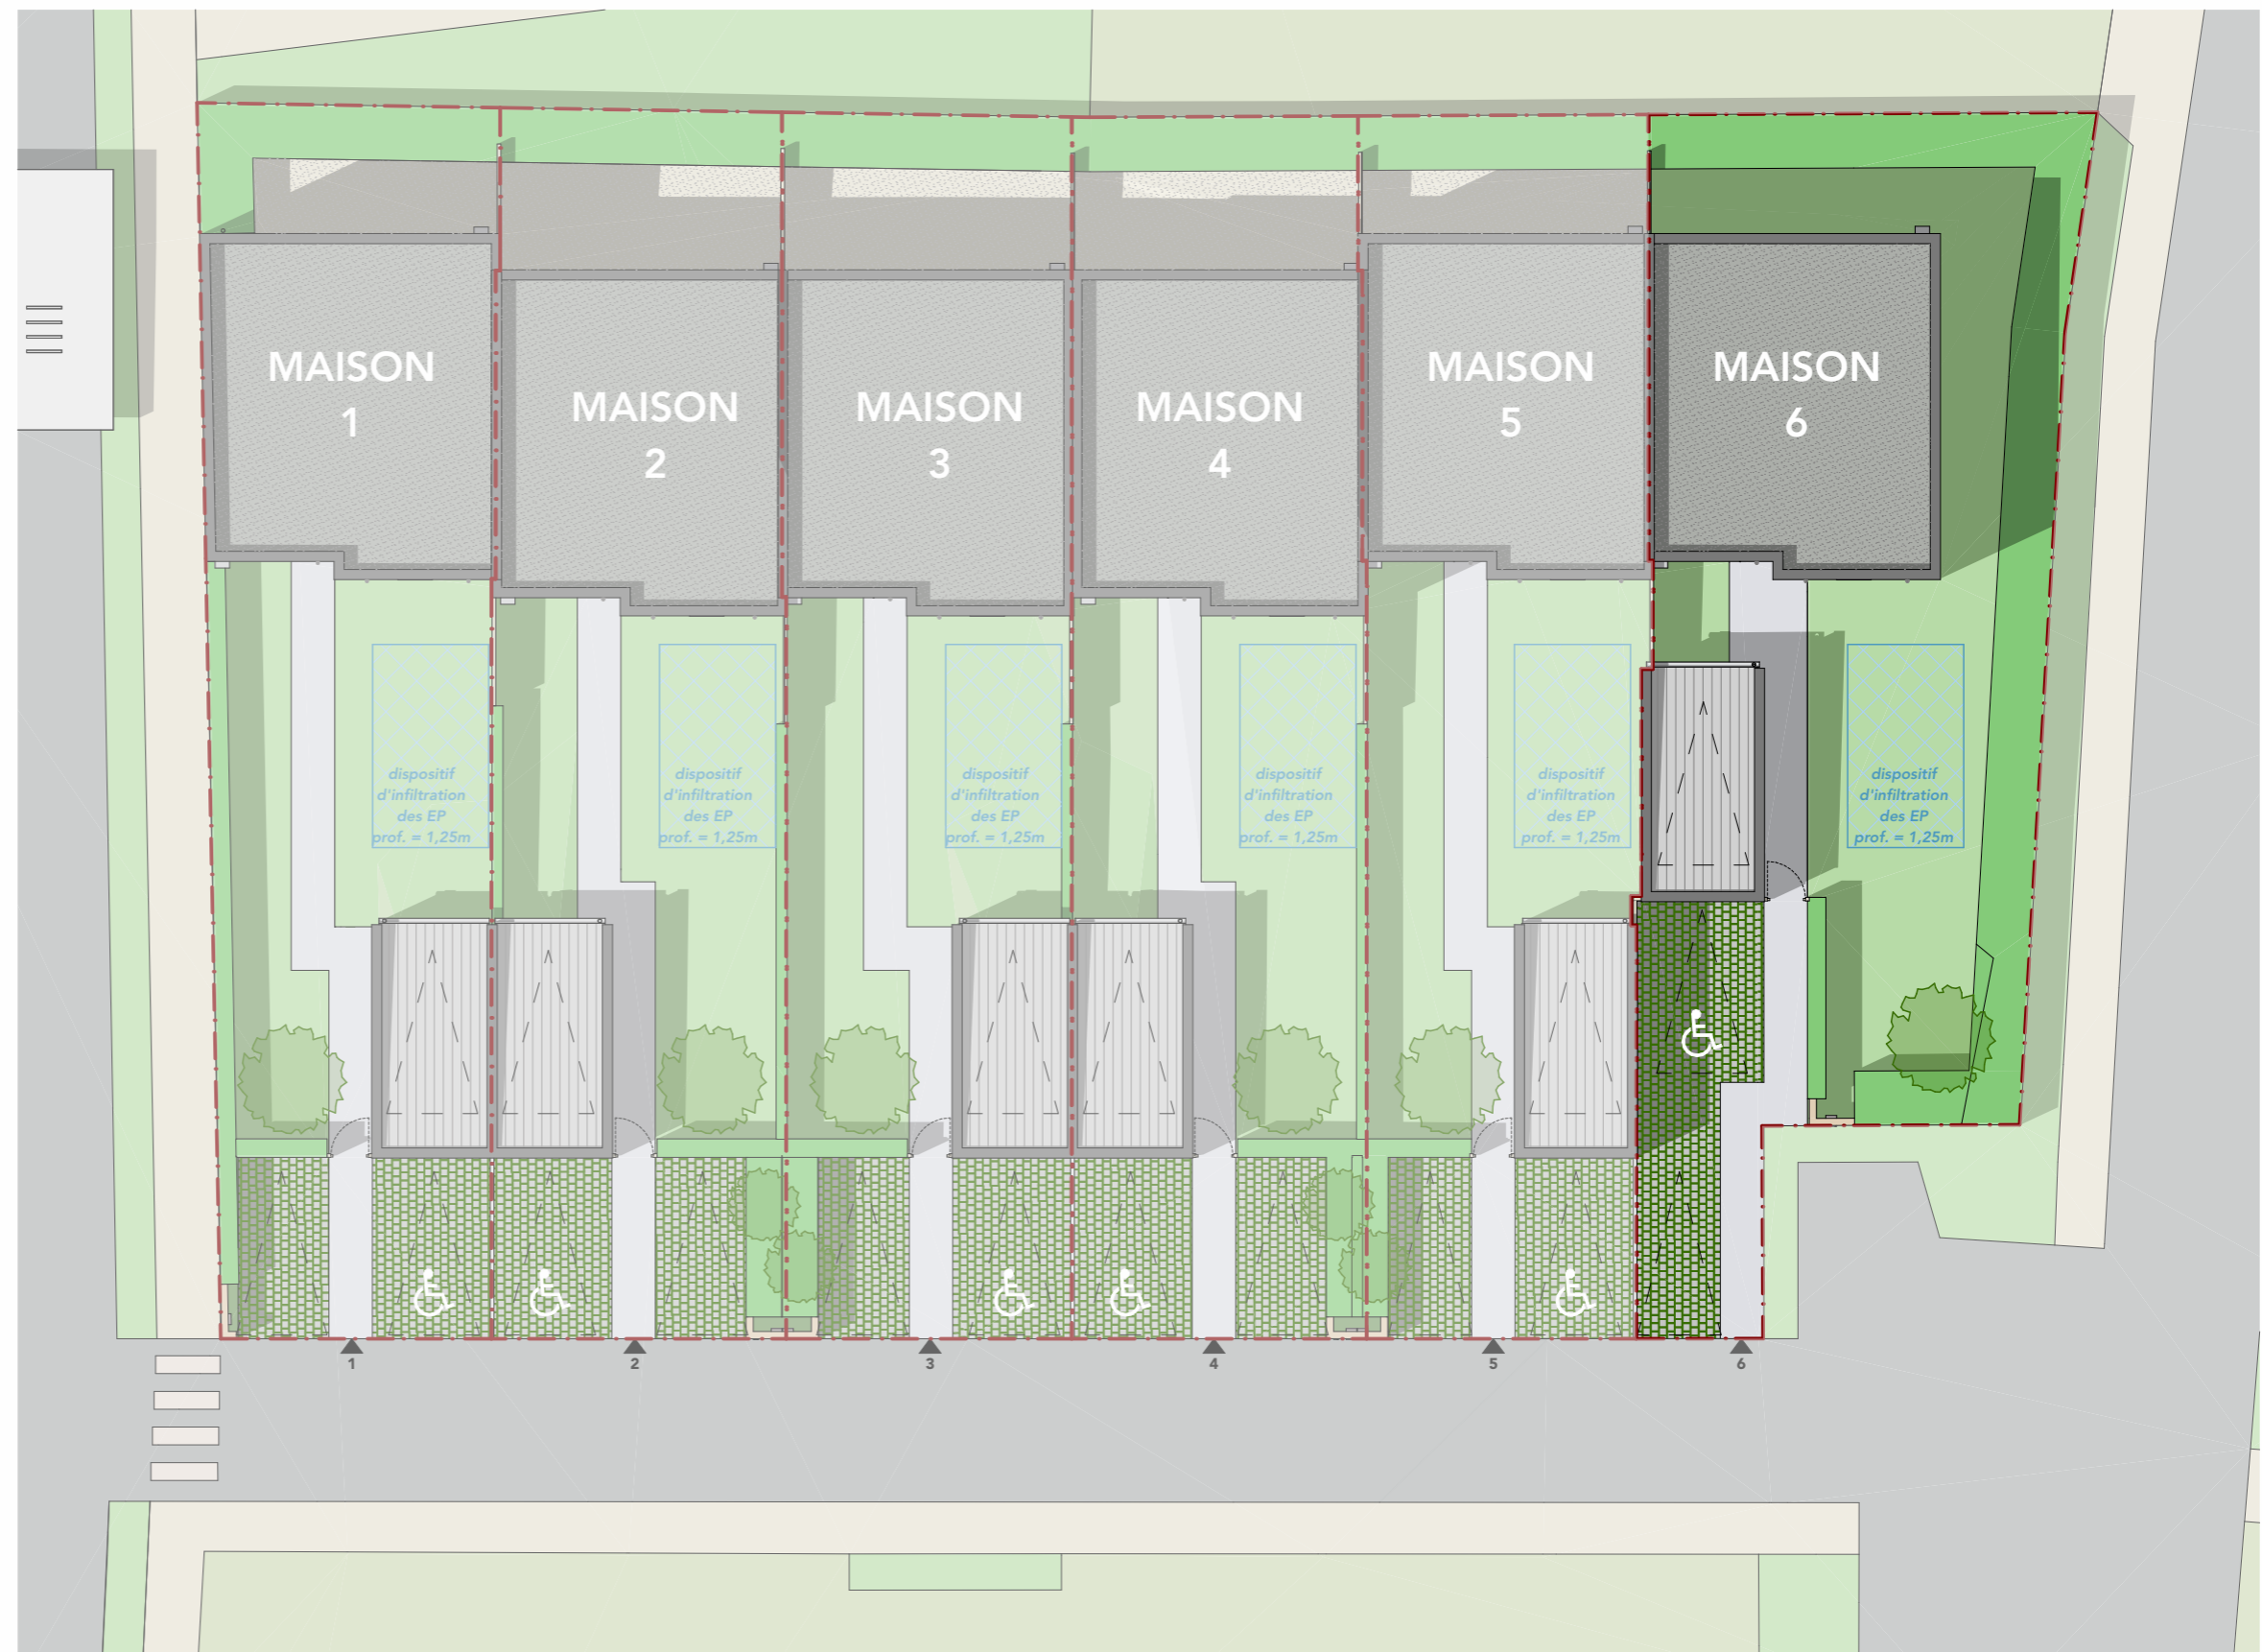 MAISON
1
MAISON
2
MAISON
3
MAISON
4
MAISON
5
MAISON
6
dispositif
d'infiltration
des EP
prof. = 1,25m
dispositif
d'infiltration
des EP
prof. = 1,25m
dispositif
d'infiltration
des EP
prof. = 1,25m
dispositif
d'infiltration
des EP
prof. = 1,25m
dispositif
d'infiltration
des EP
prof. = 1,25m
dispositif
d'infiltration
des EP
prof. = 1,25m
1
2
3
4
5
6